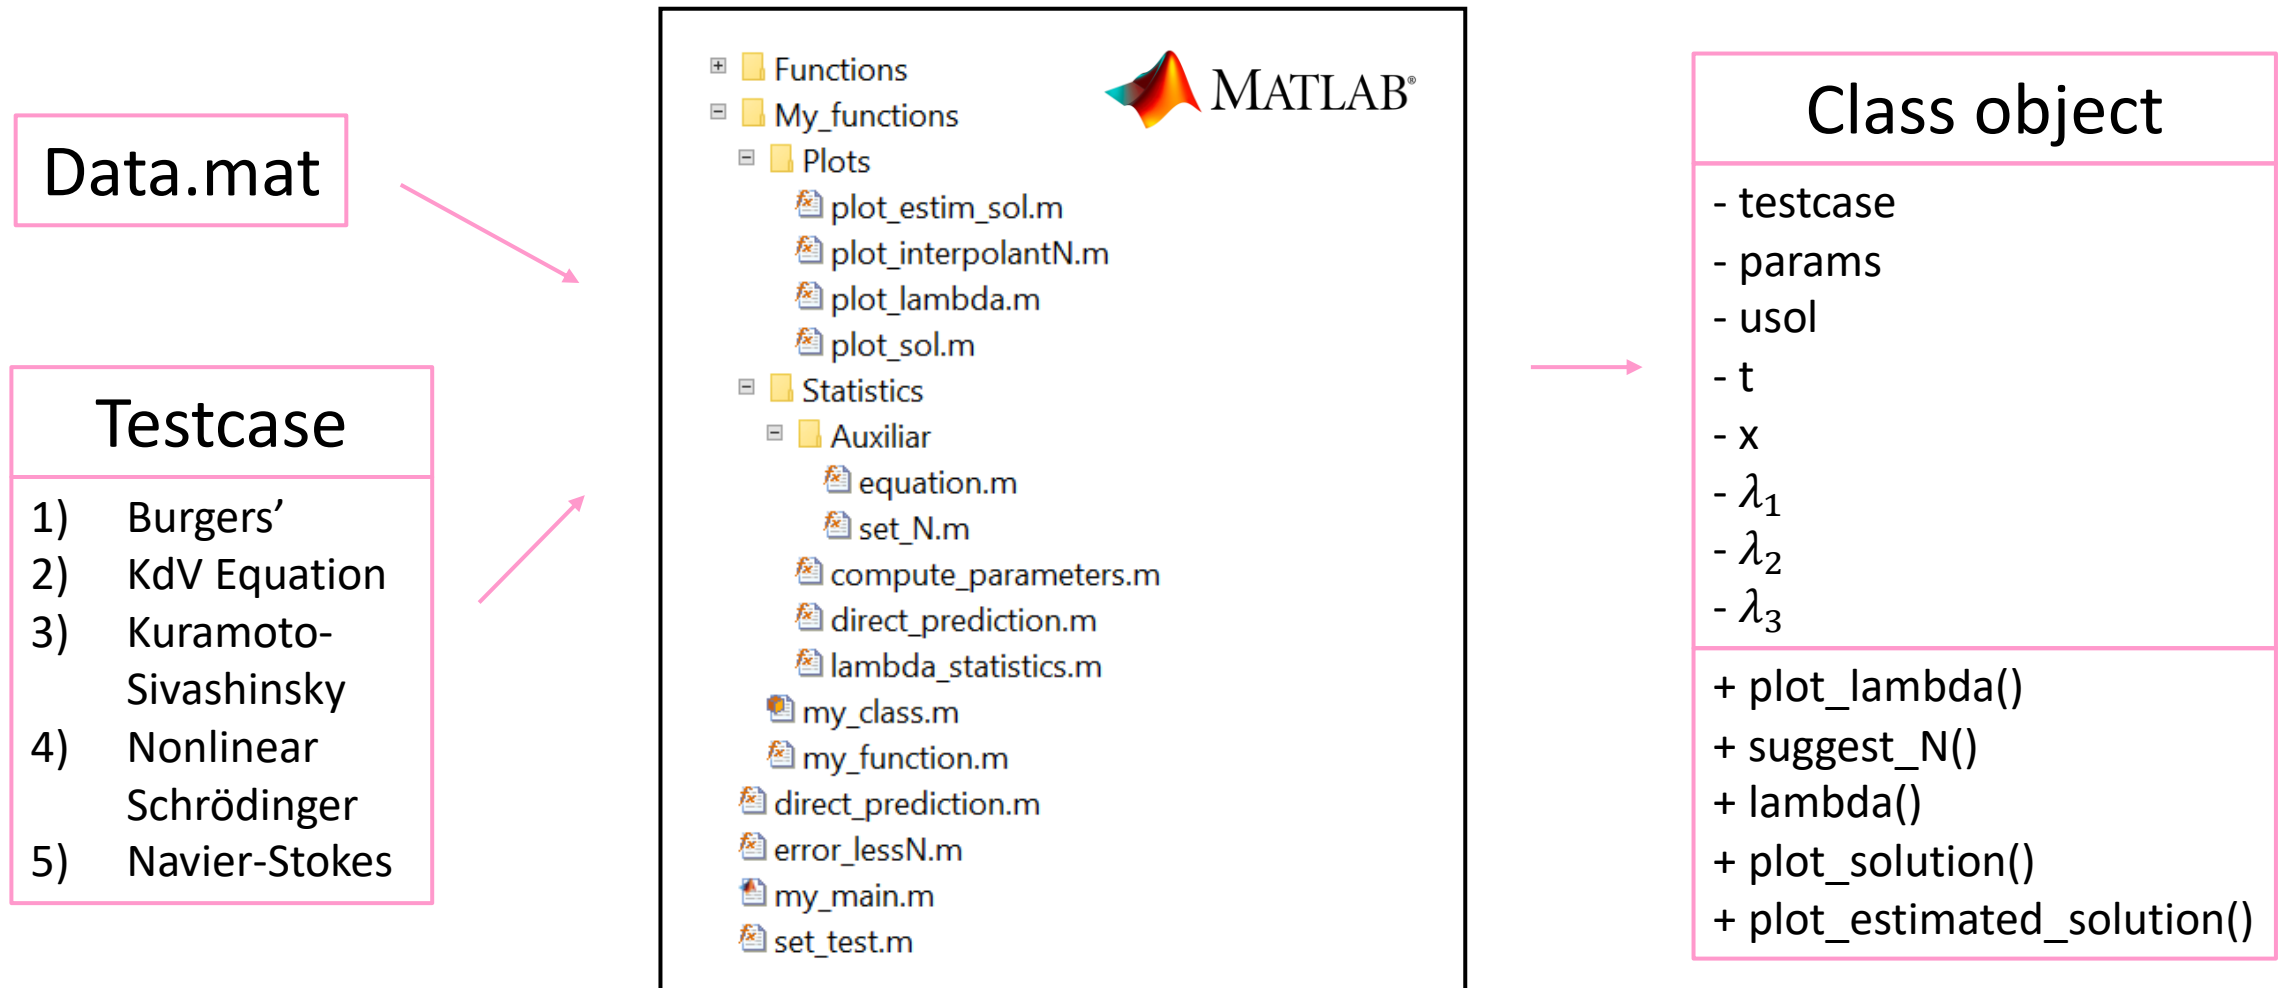 Data.mat
Testcase
1) Burgers’
2) KdV Equation
3) Kuramoto-
Sivashinsky
4) Nonlinear
Schrödinger
5) Navier-Stokes
MATLAB®
Functions
My_functions
Plots
plot_estim_sol.m
plot_interpolantN.m
plot_lambda.m
plot_sol.m
Statistics
Auxiliar
equation.m
set_N.m
compute_parameters.m
direct_prediction.m
lambda_statistics.m
my_class.m
my_function.m
direct_prediction.m
error_lessN.m
my_main.m
set_test.m
Class object
- testcase
- params
- usol
- t
- x
- λ₁
- λ₂
- λ₃
+ plot_lambda()
+ suggest_N()
+ lambda()
+ plot_solution()
+ plot_estimated_solution()